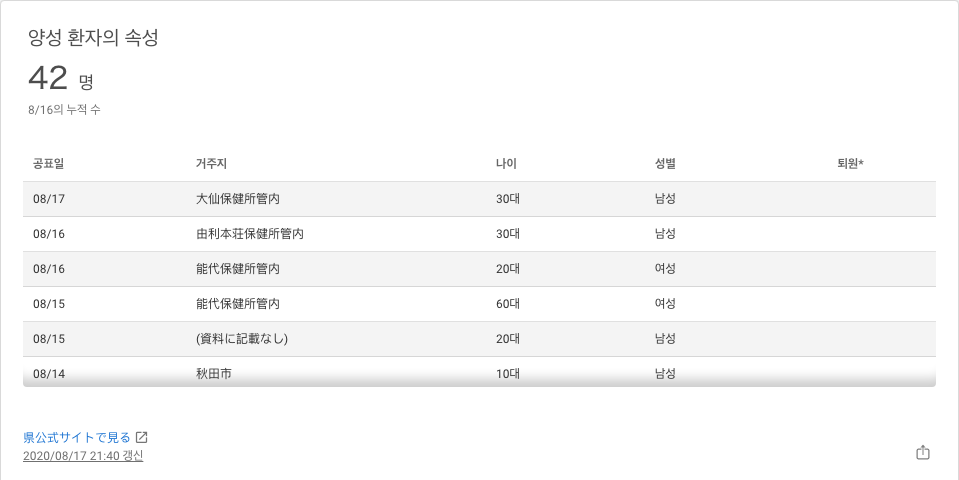 양성 환자의 속성
42 명
8/16의 누적 수
공표일 거주지 나이 성별 퇴원*
08/17 大仙保健所管内 30대 남성
08/16 由利本荘保健所管内 30대 남성
08/16 能代保健所管内 20대 여성
08/15 能代保健所管内 60대 여성
08/15 (資料に記載なし) 20대 남성
08/14 秋田市 10대 남성
県公式サイトで見る
2020/08/17 21:40 갱신